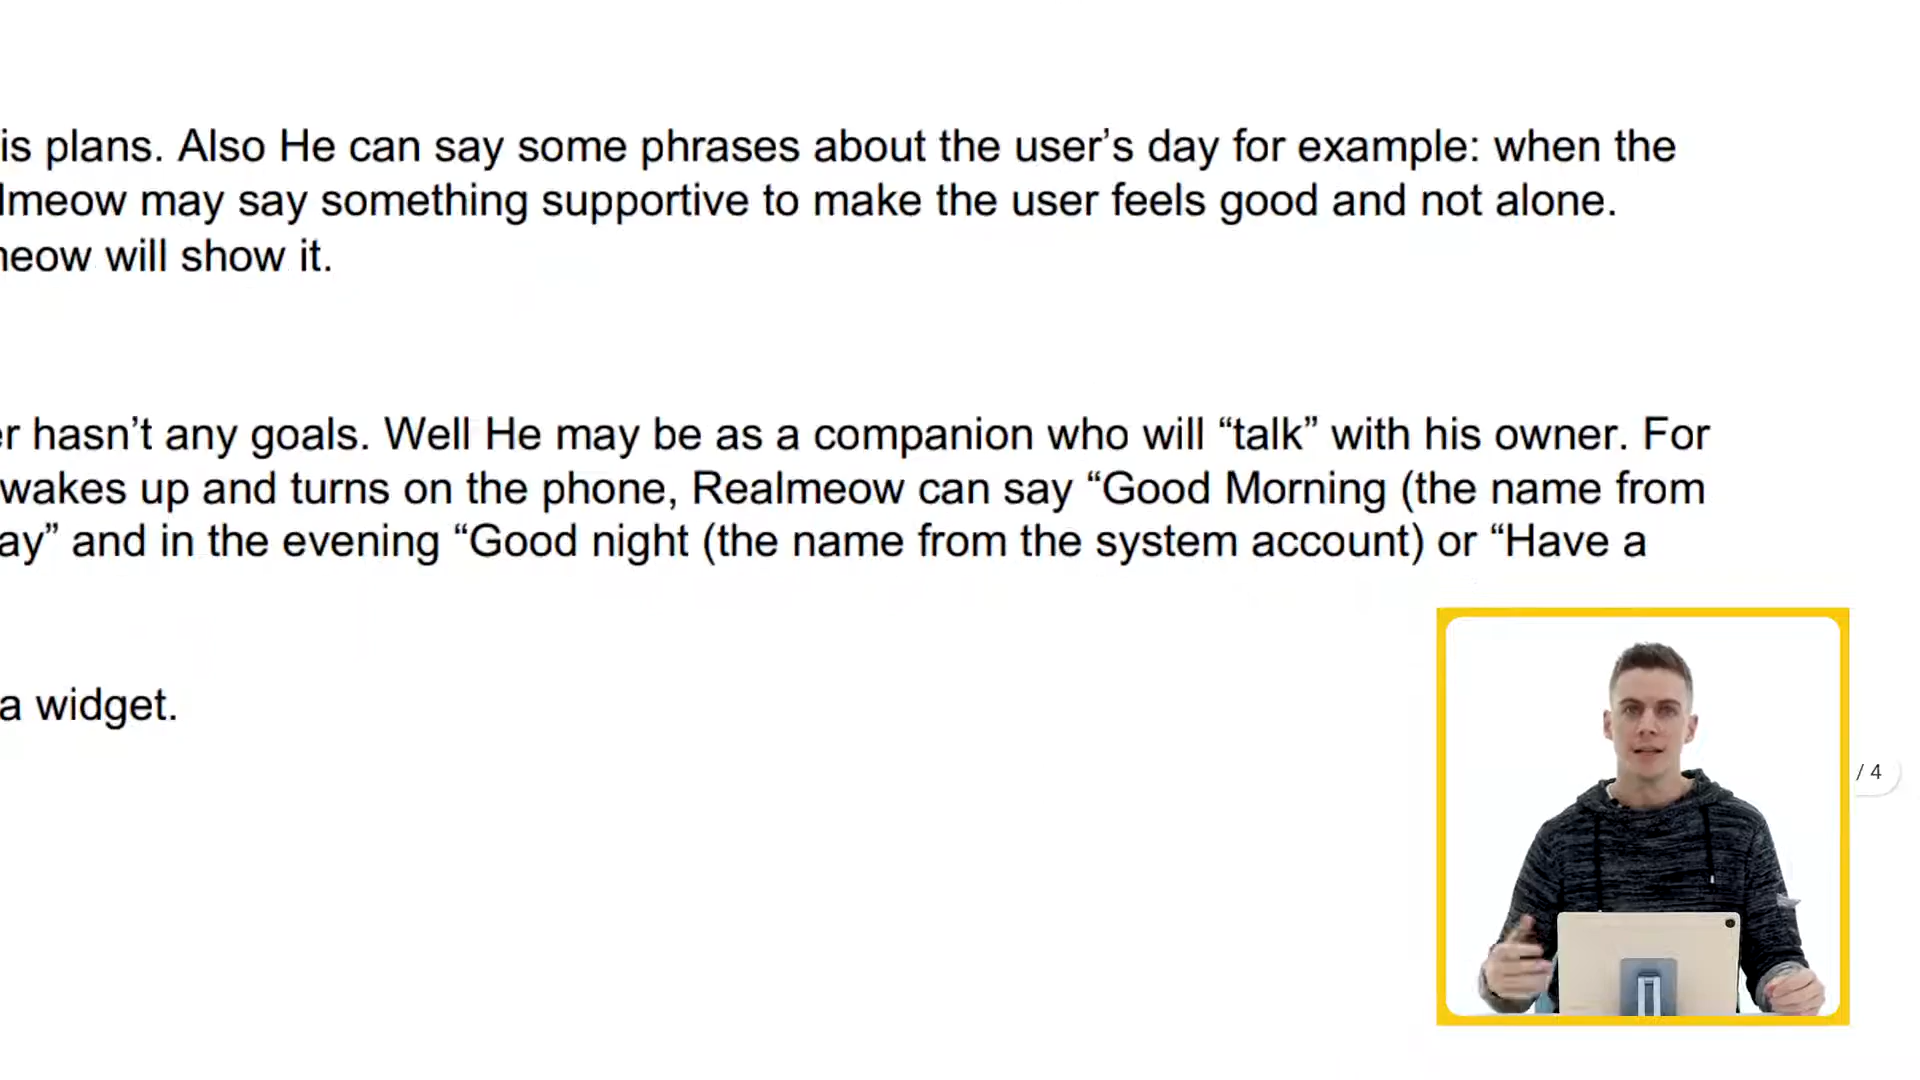 is plans. Also He can say some phrases about the user’s day for example: when the
lmeow may say something supportive to make the user feels good and not alone.
neow will show it.
er hasn’t any goals. Well He may be as a companion who will “talk” with his owner. For
wakes up and turns on the phone, Realmeow can say “Good Morning (the name from
ay” and in the evening “Good night (the name from the system account) or “Have a
a widget.
/ 4